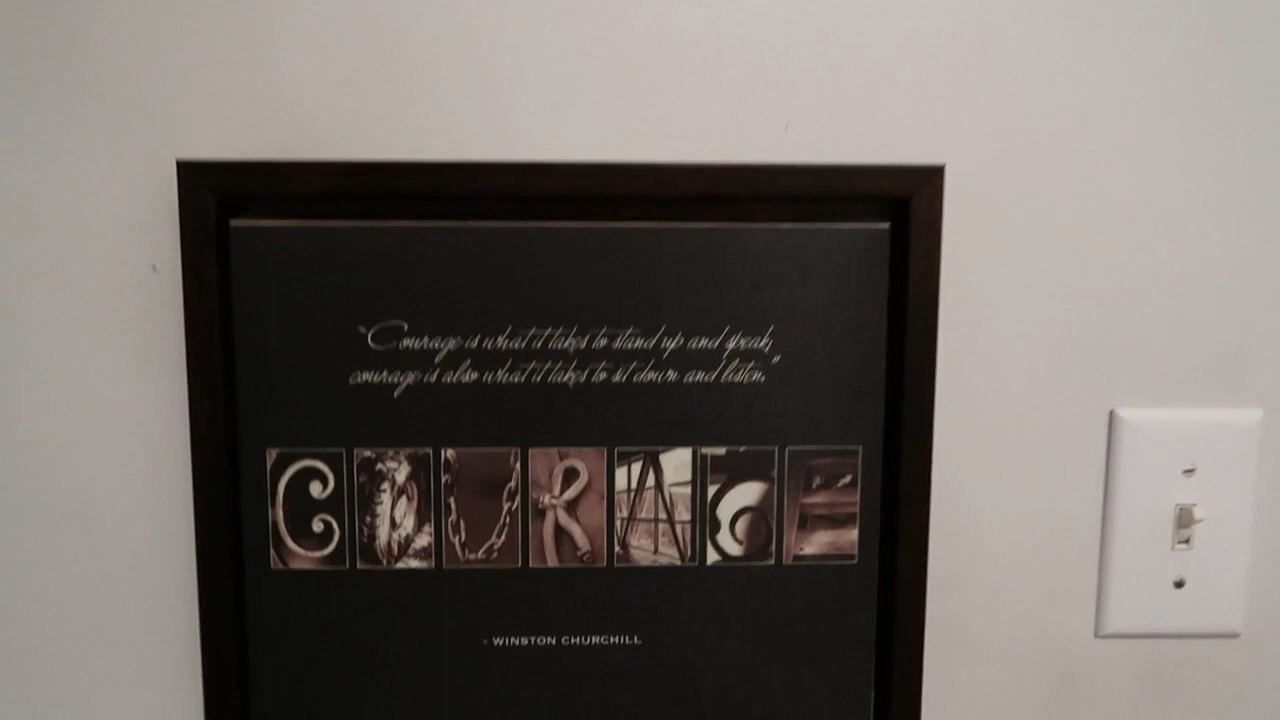 "Courage is what it takes to stand up and speak,
courage is also what it takes to sit down and listen."
COURAGE
- WINSTON CHURCHILL